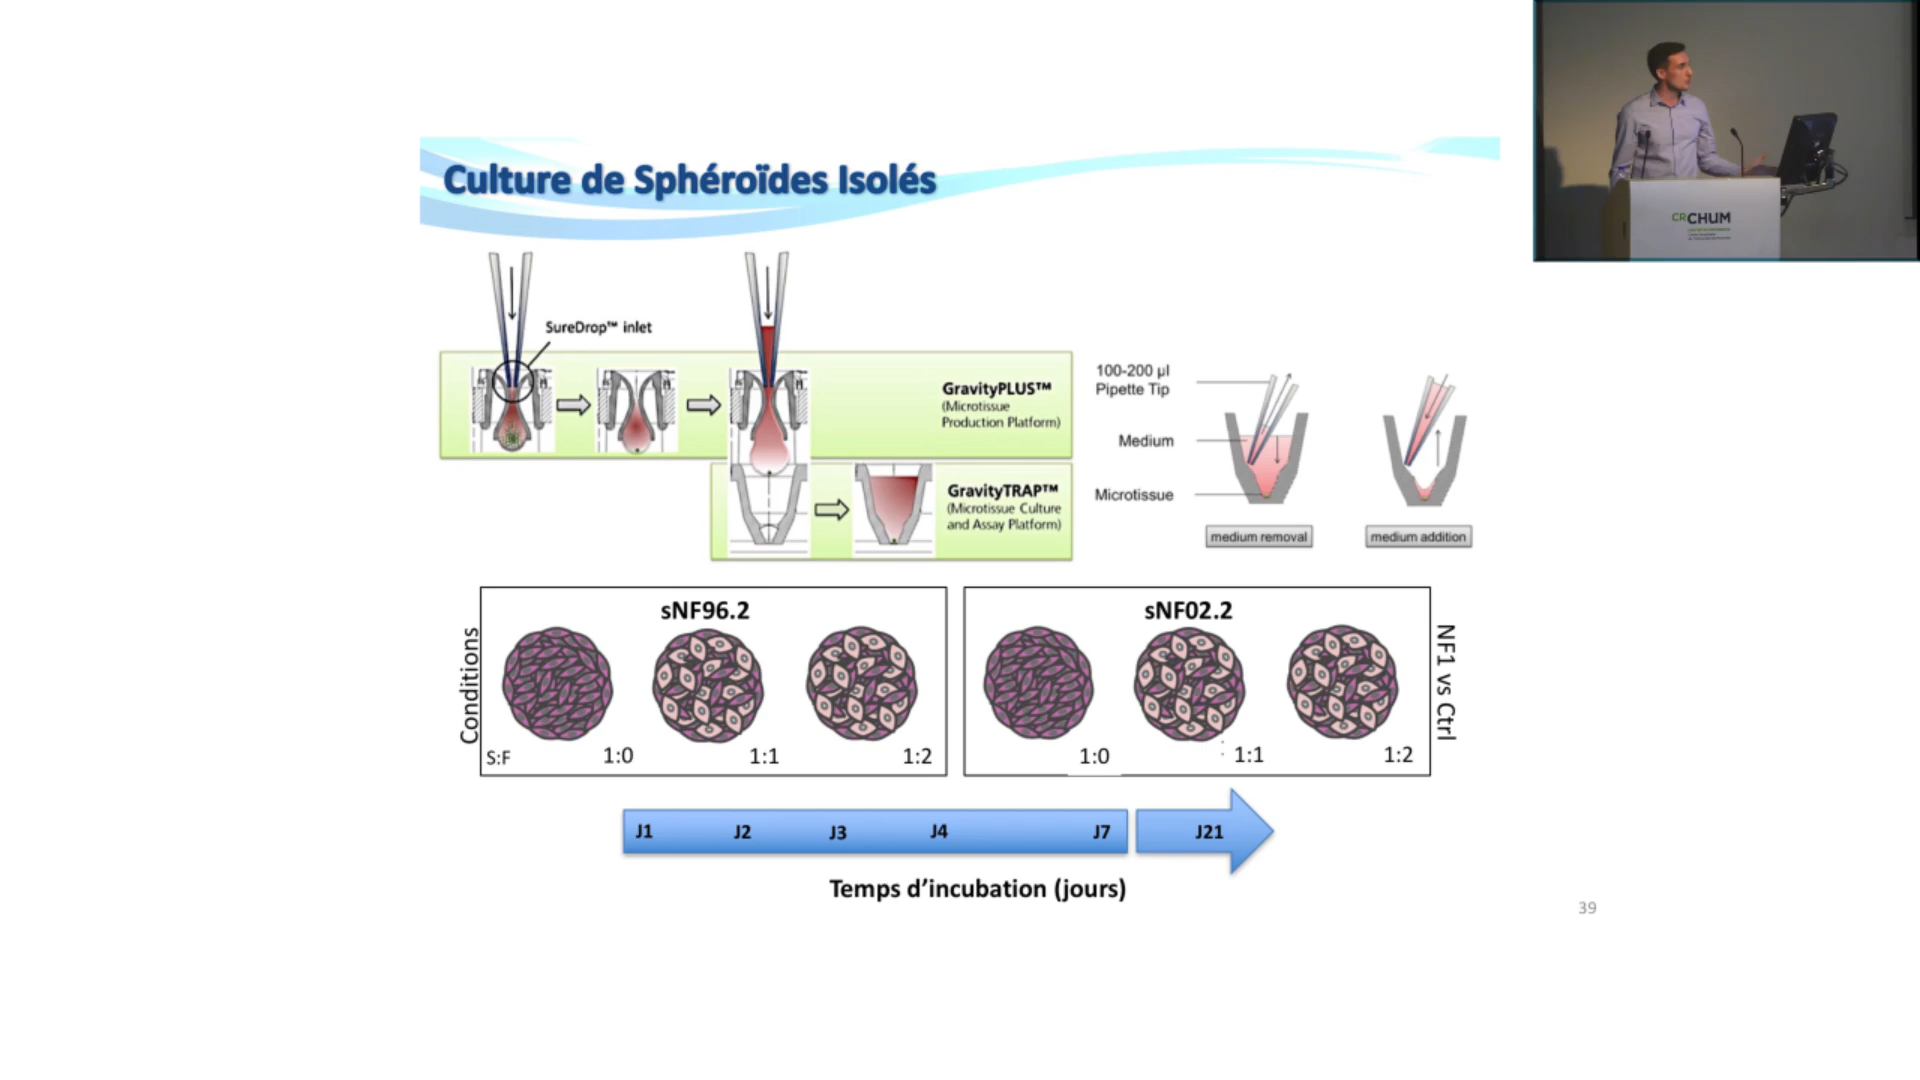 Culture de Sphéroïdes Isolés
SureDrop™ inlet
GravityPLUS™
(Microtissue
Production Platform)
GravityTRAP™
(Microtissue Culture
and Assay Platform)
100-200 µl
Pipette Tip
Medium
Microtissue
medium removal
medium addition
Conditions
sNF96.2
S:F
1:0
1:1
1:2
sNF02.2
1:0
1:1
1:2
NF1 vs Ctrl
J1
J2
J3
J4
J7
J21
Temps d’incubation (jours)
39
CRCHUM